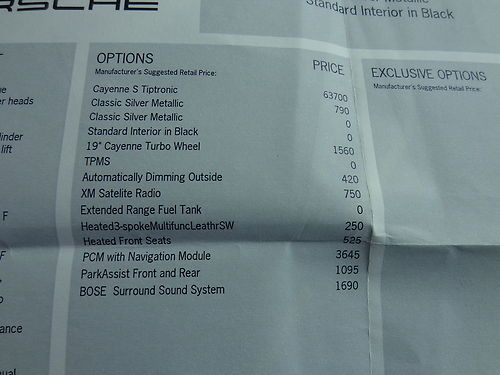 RSCHE
Metallic
Standard Interior in Black
er heads
inder
lift
F
ance
OPTIONS PRICE
Manufacturer's Suggested Retail Price:
Cayenne S Tiptronic 63700
Classic Silver Metallic 790
Classic Silver Metallic 0
Standard Interior in Black 0
19" Cayenne Turbo Wheel 1560
TPMS 0
Automatically Dimming Outside 420
XM Satelite Radio 750
Extended Range Fuel Tank 0
Heated3-spokeMultifuncLeathrSW 250
Heated Front Seats 525
PCM with Navigation Module 3645
ParkAssist Front and Rear 1095
BOSE Surround Sound System 1690
EXCLUSIVE OPTIONS
Manufacturer's Suggested Retail Price: